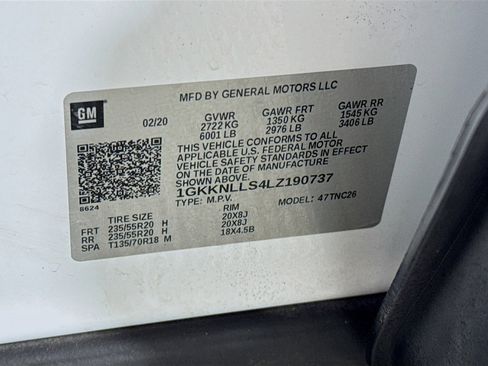 MFD BY GENERAL MOTORS LLC
GM
02/20 GVWR GAWR FRT GAWR RR
2722 KG 1350 KG 1545 KG
6001 LB 2976 LB 3406 LB
THIS VEHICLE CONFORMS TO ALL
APPLICABLE U.S. FEDERAL MOTOR
VEHICLE SAFETY STANDARDS IN EFFECT
ON THE DATE OF MANUFACTURE
SHOWN ABOVE.
1GKKNLLS4LZ190737
8624
TYPE: M.P.V. MODEL: 47TNC26
TIRE SIZE RIM
FRT 235/55R20 H 20X8J
RR 235/55R20 H 20X8J
SPA T135/70R18 M 18X4.5B